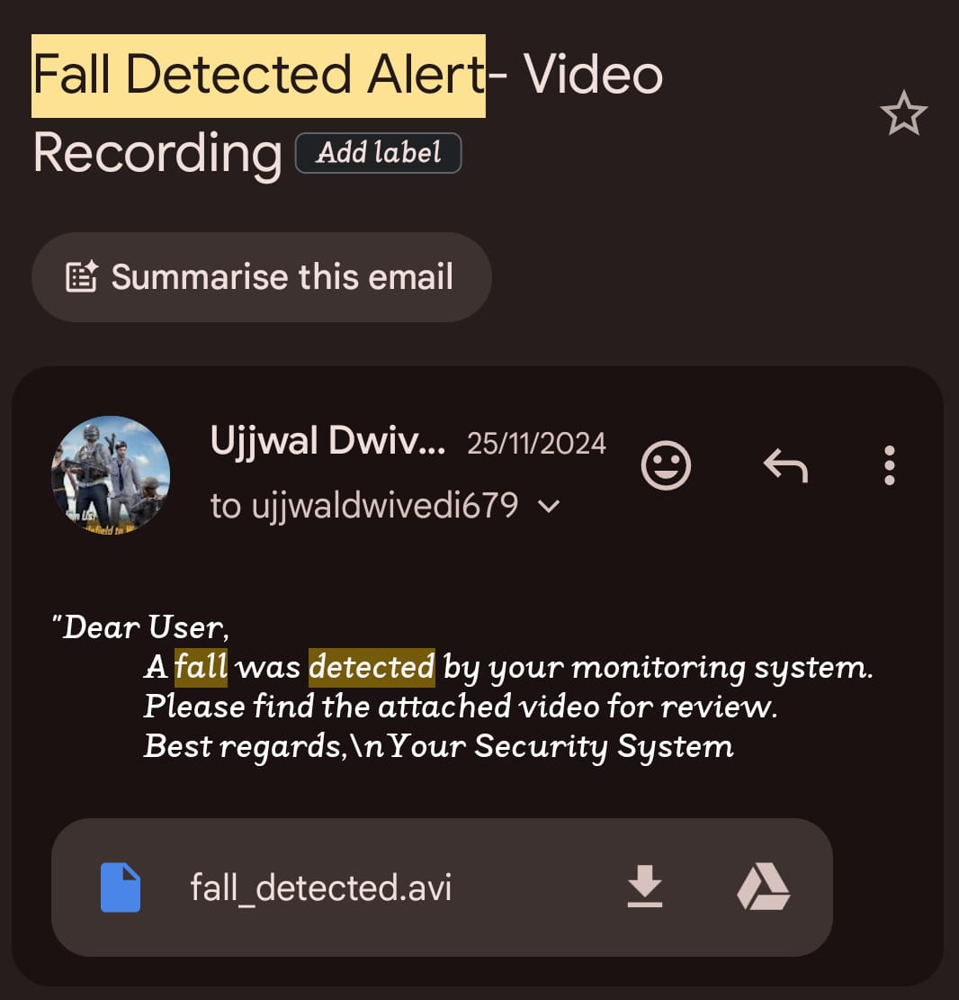 Fall Detected Alert- Video
Recording Add label
Summarise this email
Ujjwal Dwiv... 25/11/2024
to ujjwaldwivedi679
"Dear User,
A fall was detected by your monitoring system.
Please find the attached video for review.
Best regards,\nYour Security System
fall_detected.avi